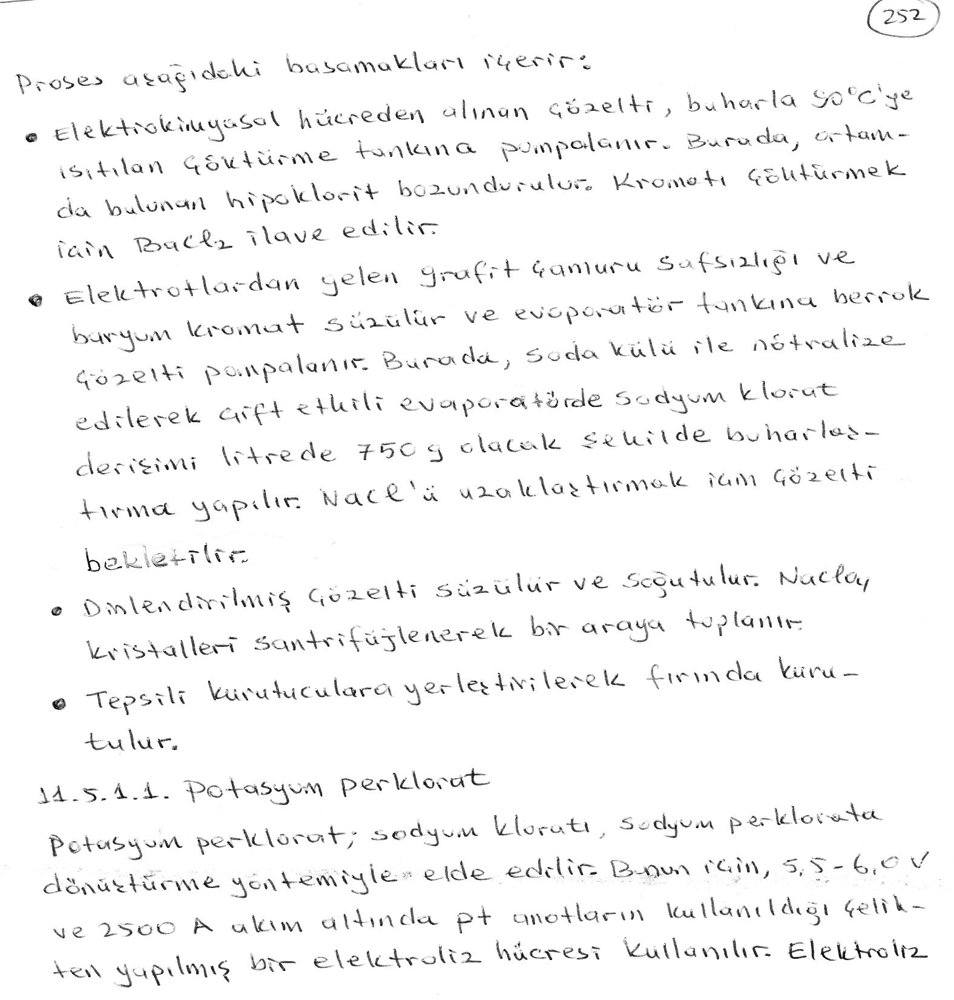 252
Proses aşağıdaki basamakları içerir:
• Elektrokimyasal hücreden alınan çözelti, buharla 90°C'ye
ısıtılan çöktürme tankına pompalanır. Burada, ortam-
da bulunan hipoklorit bozundurulur. Kromatı çöktürmek
için BaCl₂ ilave edilir.
• Elektrotlardan gelen grafit çamuru safsızlığı ve
baryum kromat süzülür ve evaporatör tankına berrak
çözelti pompalanır. Burada, soda külü ile nötralize
edilerek çift etkili evaporatörde sodyum klorat
derişimi litrede 750 g olacak şekilde buharlaş-
tırma yapılır. NaCl'ü uzaklaştırmak için çözelti
bekletilir.
• Dinlendirilmiş çözelti süzülür ve soğutulur. NaClO₄
kristalleri santrifüjlenerek bir araya toplanır.
• Tepsili kurutuculara yerleştirilerek fırında kuru-
tulur.
11.5.1.1. Potasyum perklorat
Potasyum perklorat; sodyum kloratı, sodyum perklorata
dönüştürme yöntemiyle elde edilir. Bunun için, 5,5-6,0 V
ve 2500 A akım altında pt anotların kullanıldığı çelik-
ten yapılmış bir elektroliz hücresi kullanılır. Elektroliz